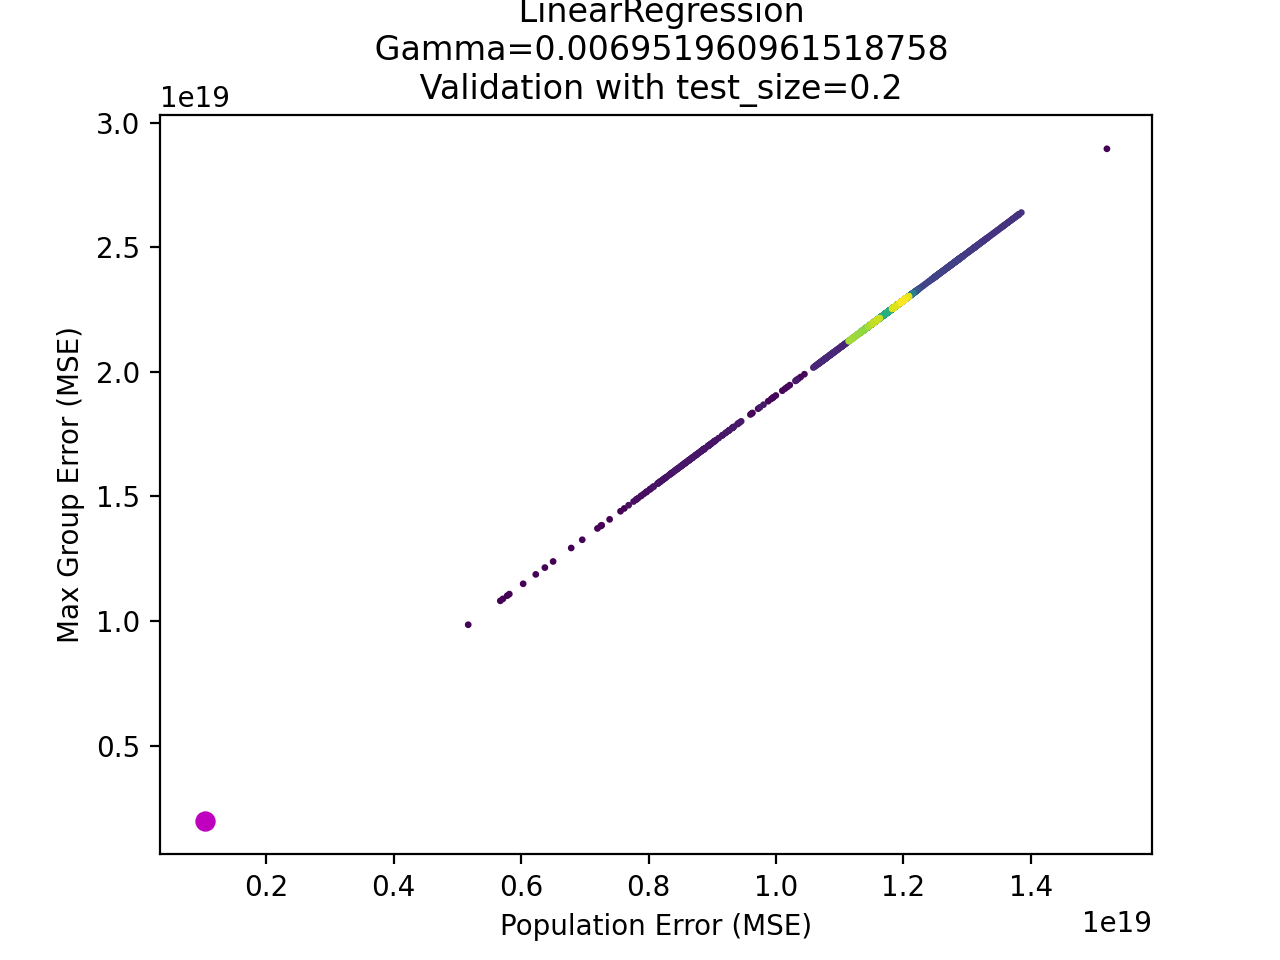 LinearRegression
Gamma=0.006951960961518758
Validation with test_size=0.2
1e19
3.0
2.5
2.0
1.5
1.0
0.5
Max Group Error (MSE)
0.2 0.4 0.6 0.8 1.0 1.2 1.4
Population Error (MSE)
1e19